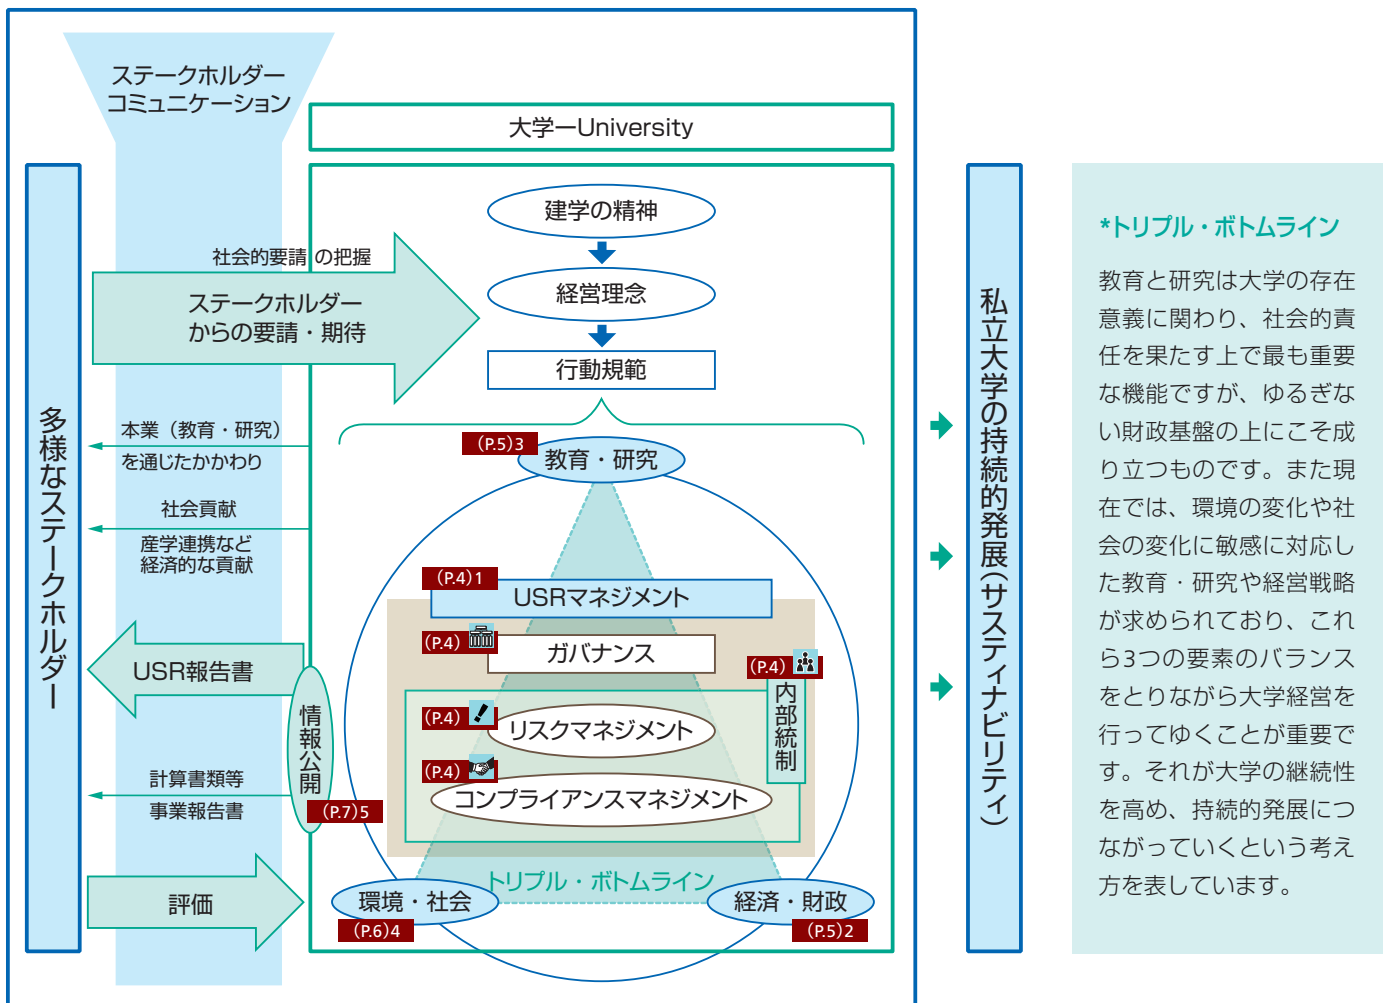 ステークホルダー
コミュニケーション
大学ーUniversity
多様なステークホルダー
社会的要請 の把握
ステークホルダー
からの要請・期待
本業（教育・研究）
を通じたかかわり
社会貢献
産学連携など
経済的な貢献
USR報告書
情報公開
(P.7)5
計算書類等
事業報告書
評価
建学の精神
経営理念
行動規範
(P.5)3
教育・研究
(P.4)1
USRマネジメント
(P.4)
ガバナンス
(P.4)
内部統制
(P.4)
リスクマネジメント
(P.4)
コンプライアンスマネジメント
トリプル・ボトムライン
環境・社会
(P.6)4
経済・財政
(P.5)2
私立大学の持続的発展（サスティナビリティ）
*トリプル・ボトムライン
教育と研究は大学の存在
意義に関わり、社会的責
任を果たす上で最も重要
な機能ですが、ゆるぎな
い財政基盤の上にこそ成
り立つものです。また現
在では、環境の変化や社
会の変化に敏感に対応し
た教育・研究や経営戦略
が求められており、これ
ら3つの要素のバランス
をとりながら大学経営を
行ってゆくことが重要で
す。それが大学の継続性
を高め、持続的発展につ
ながっていくという考え
方を表しています。